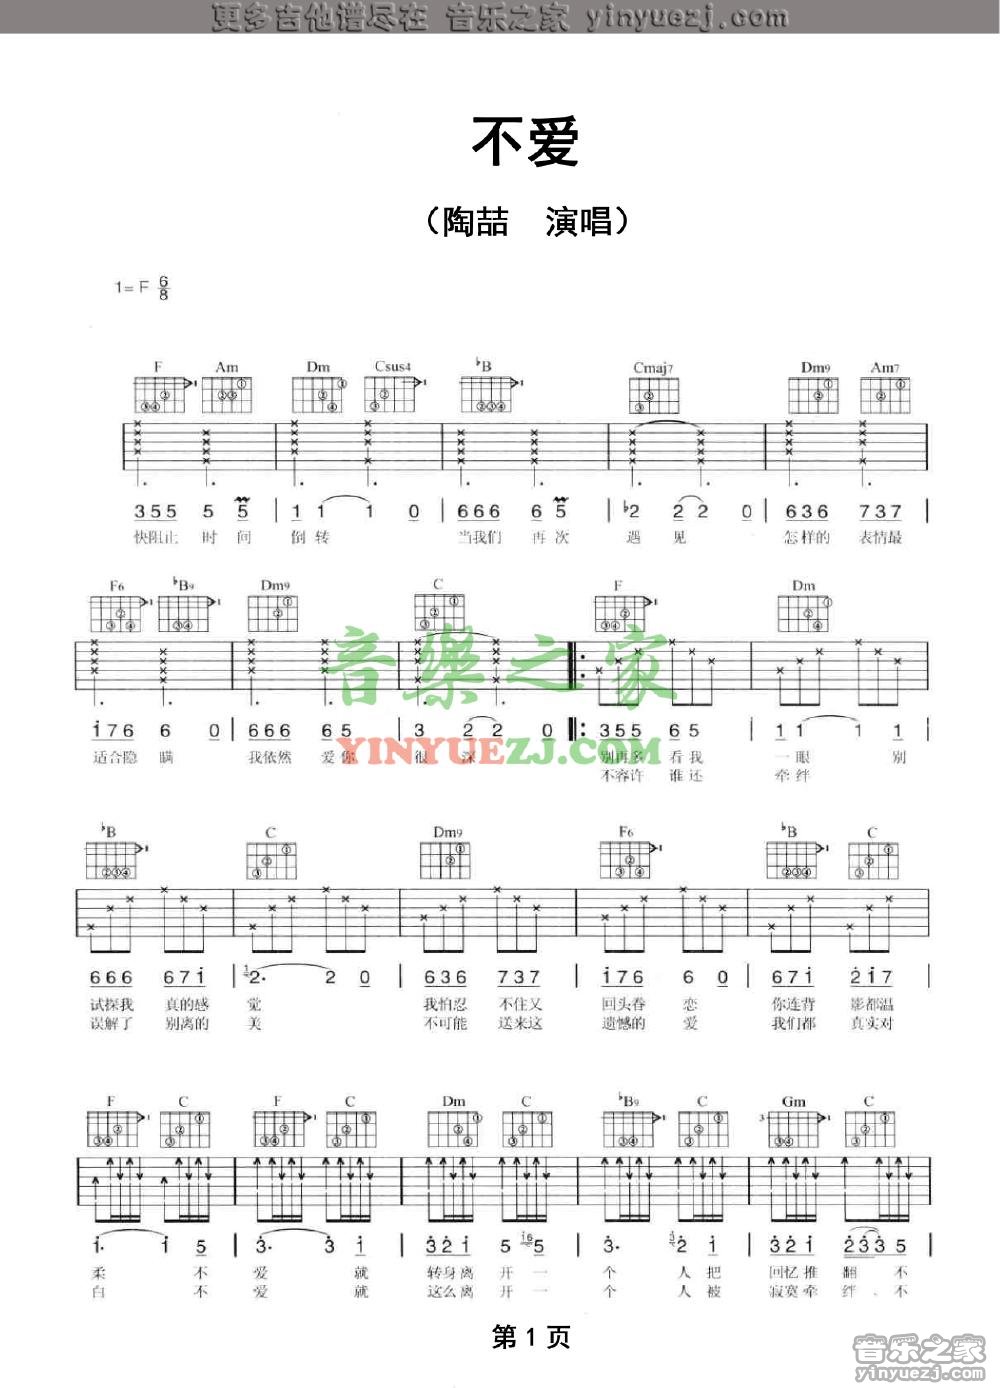 更多吉他谱尽在 音乐之家 yinyuezj.com
不爱
（陶喆 演唱）
1=F 6/8
F Am Dm Csus4 ♭B Cmaj7 Dm9 Am7
355 5 5 | 1 1 1 0 | 666 65 | ♭2 2 2 0 | 636 737 |
快阻止 时 间 倒 转 当我们 再 次 遇 见 怎样的 表情最
F6 ♭B9 Dm9 C F Dm
i76 6 0 | 666 65 | 3 2 2 0 |: 355 65 | 1 1 1 1 |
适合隐 瞒 我依然 爱你 很 深 别再多 看我 一眼 别
不容许 谁还 牵绊
音樂之家
YINYUEZJ.COM
♭B C Dm9 F6 ♭B C
666 67i | 2· 2 0 | 636 737 | i76 6 0 | 67i 2i7
试探我 真的感 觉 我怕忍 不住又 回头眷 恋 你连背 影都温
误解了 别离的 美 不可能 送来这 遗憾的 爱 我们都 真实对
F C F C Dm C ♭B9 C Gm C
i· i 5 | 3· 3 i | 32i 5 i6 5 | 3· 3 2 i | 32i 2335
柔 不 爱 就 转身离 开 一 个 人 把 回忆推 翻 不
白 不 爱 就 这么离 开 一 个 人 被 寂寞牵 绊、不
第 1 页
音乐之家
yinyuezj.com